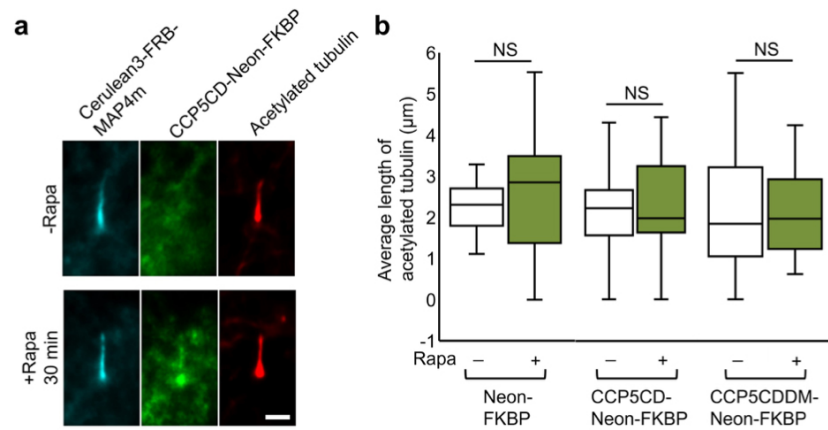 a
Cerulean3-FRB-
MAP4m
CCP5CD-Neon-FKBP
Acetylated tubulin
-Rapa
+Rapa
30 min
b
Average length of
acetylated tubulin (µm)
6
5
4
3
2
1
0
-1
NS
NS
NS
Rapa – + – + – +
Neon-
FKBP
CCP5CD-
Neon-FKBP
CCP5CDDM-
Neon-FKBP